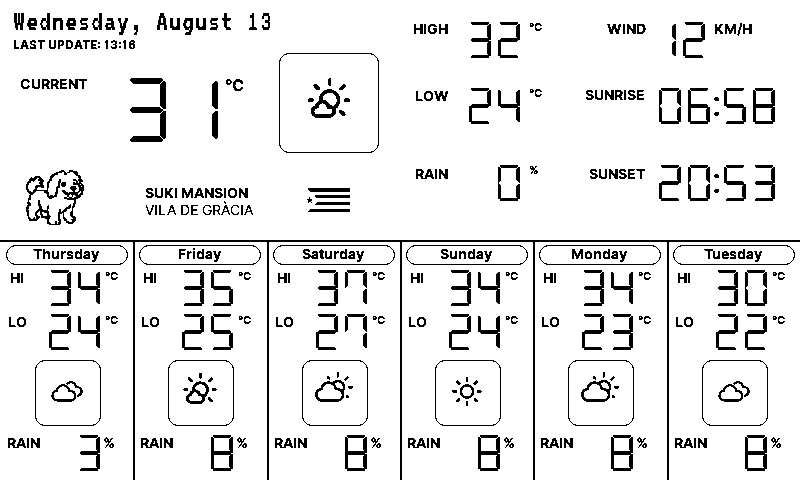 Wednesday, August 13
LAST UPDATE: 13:16
CURRENT 31 °C
HIGH 32 °C
LOW 24 °C
RAIN 0 %
WIND 12 KM/H
SUNRISE 06:58
SUNSET 20:53
SUKI MANSION
VILA DE GRÀCIA
Thursday
HI 34 °C
LO 24 °C
RAIN 3 %
Friday
HI 35 °C
LO 25 °C
RAIN 8 %
Saturday
HI 37 °C
LO 27 °C
RAIN 8 %
Sunday
HI 34 °C
LO 24 °C
RAIN 8 %
Monday
HI 34 °C
LO 23 °C
RAIN 8 %
Tuesday
HI 30 °C
LO 22 °C
RAIN 8 %